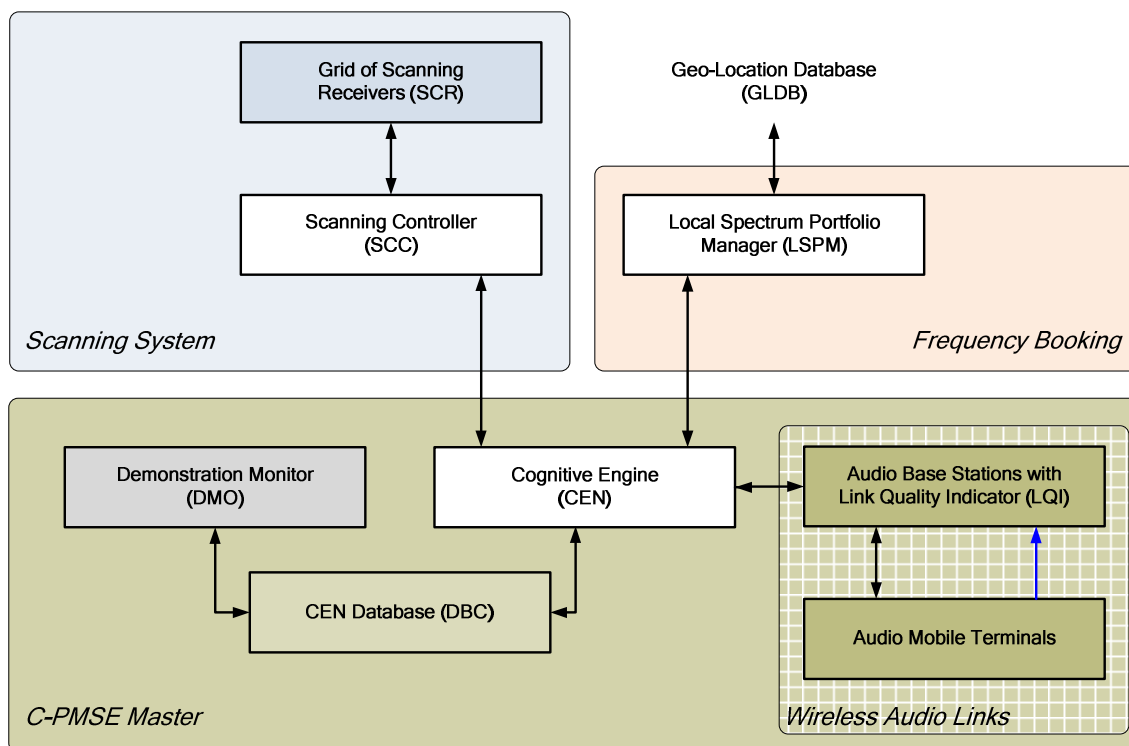 Grid of Scanning
Receivers (SCR)
Geo-Location Database
(GLDB)
Scanning Controller
(SCC)
Local Spectrum Portfolio
Manager (LSPM)
Scanning System
Frequency Booking
Demonstration Monitor
(DMO)
Cognitive Engine
(CEN)
Audio Base Stations with
Link Quality Indicator (LQI)
CEN Database (DBC)
Audio Mobile Terminals
C-PMSE Master
Wireless Audio Links